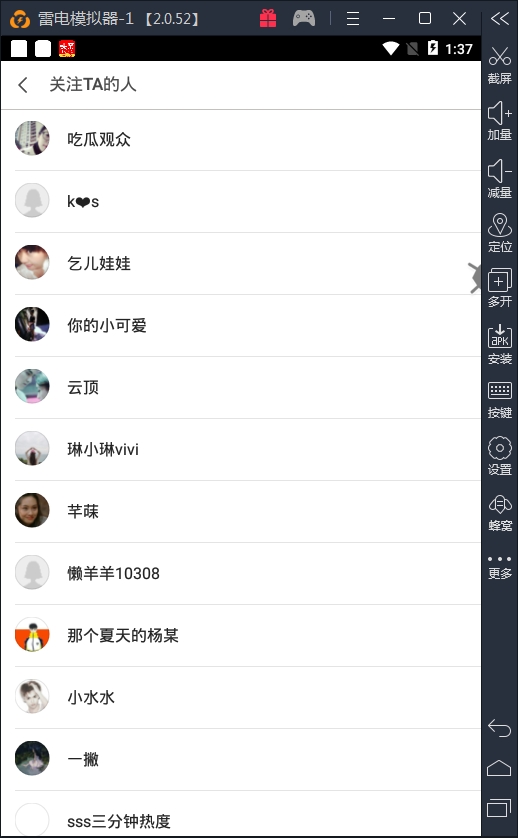 雷电模拟器-1 【2.0.52】
1:37
关注TA的人
吃瓜观众
k❤s
乞儿娃娃
你的小可爱
云顶
琳小琳vivi
芊莯
懒羊羊10308
那个夏天的杨某
小水水
一撇
sss三分钟热度
截屏
加量
减量
定位
多开
APK
安装
按键
设置
蜂窝
更多